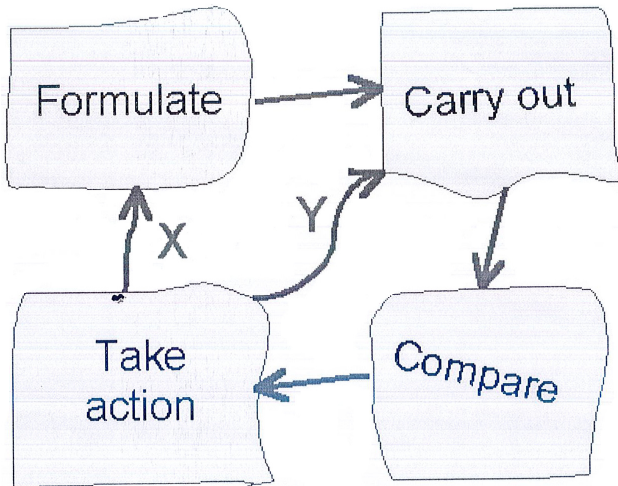 Formulate
Carry out
X
Y
Take
action
Compare